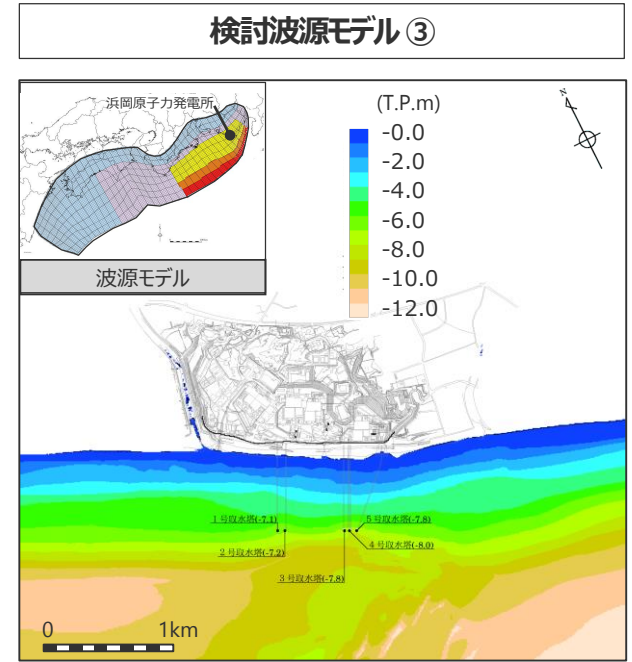 検討波源モデル③
浜岡原子力発電所
波源モデル
(T.P.m)
-0.0
-2.0
-4.0
-6.0
-8.0
-10.0
-12.0
N
1号取水塔(-7.1)
5号取水塔(-7.8)
2号取水塔(-7.2)
4号取水塔(-8.0)
3号取水塔(-7.8)
0 1km